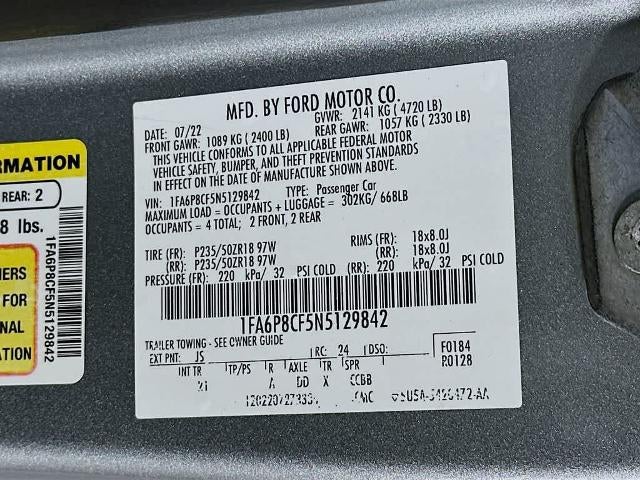 MFD. BY FORD MOTOR CO.
DATE: 07/22 GVWR: 2141 KG ( 4720 LB)
FRONT GAWR: 1089 KG ( 2400 LB) REAR GAWR: 1057 KG ( 2330 LB)
THIS VEHICLE CONFORMS TO ALL APPLICABLE FEDERAL MOTOR
VEHICLE SAFETY, BUMPER, AND THEFT PREVENTION STANDARDS
IN EFFECT ON THE DATE OF MANUFACTURE SHOWN ABOVE.
VIN: 1FA6P8CF5N5129842 TYPE: Passenger Car
MAXIMUM LOAD = OCCUPANTS + LUGGAGE = 302KG/ 668LB
OCCUPANTS = 4 TOTAL; 2 FRONT, 2 REAR
TIRE (FR): P235/50ZR18 97W RIMS (FR): 18x8.0J
(RR): P235/50ZR18 97W (RR): 18x8.0J
PRESSURE (FR): 220 kPa/ 32 PSI COLD (RR): 220 kPa/ 32 PSI COLD
1FA6P8CF5N5129842
TRAILER TOWING - SEE OWNER GUIDE
EXT PNT: JS RC: 24 DSO: F0184
INT TR TP/PS R AXLE TR SPR R0128
A DD X
RMATION
REAR: 2
8 lbs.
FOR
1FA6P8CF5N5129842